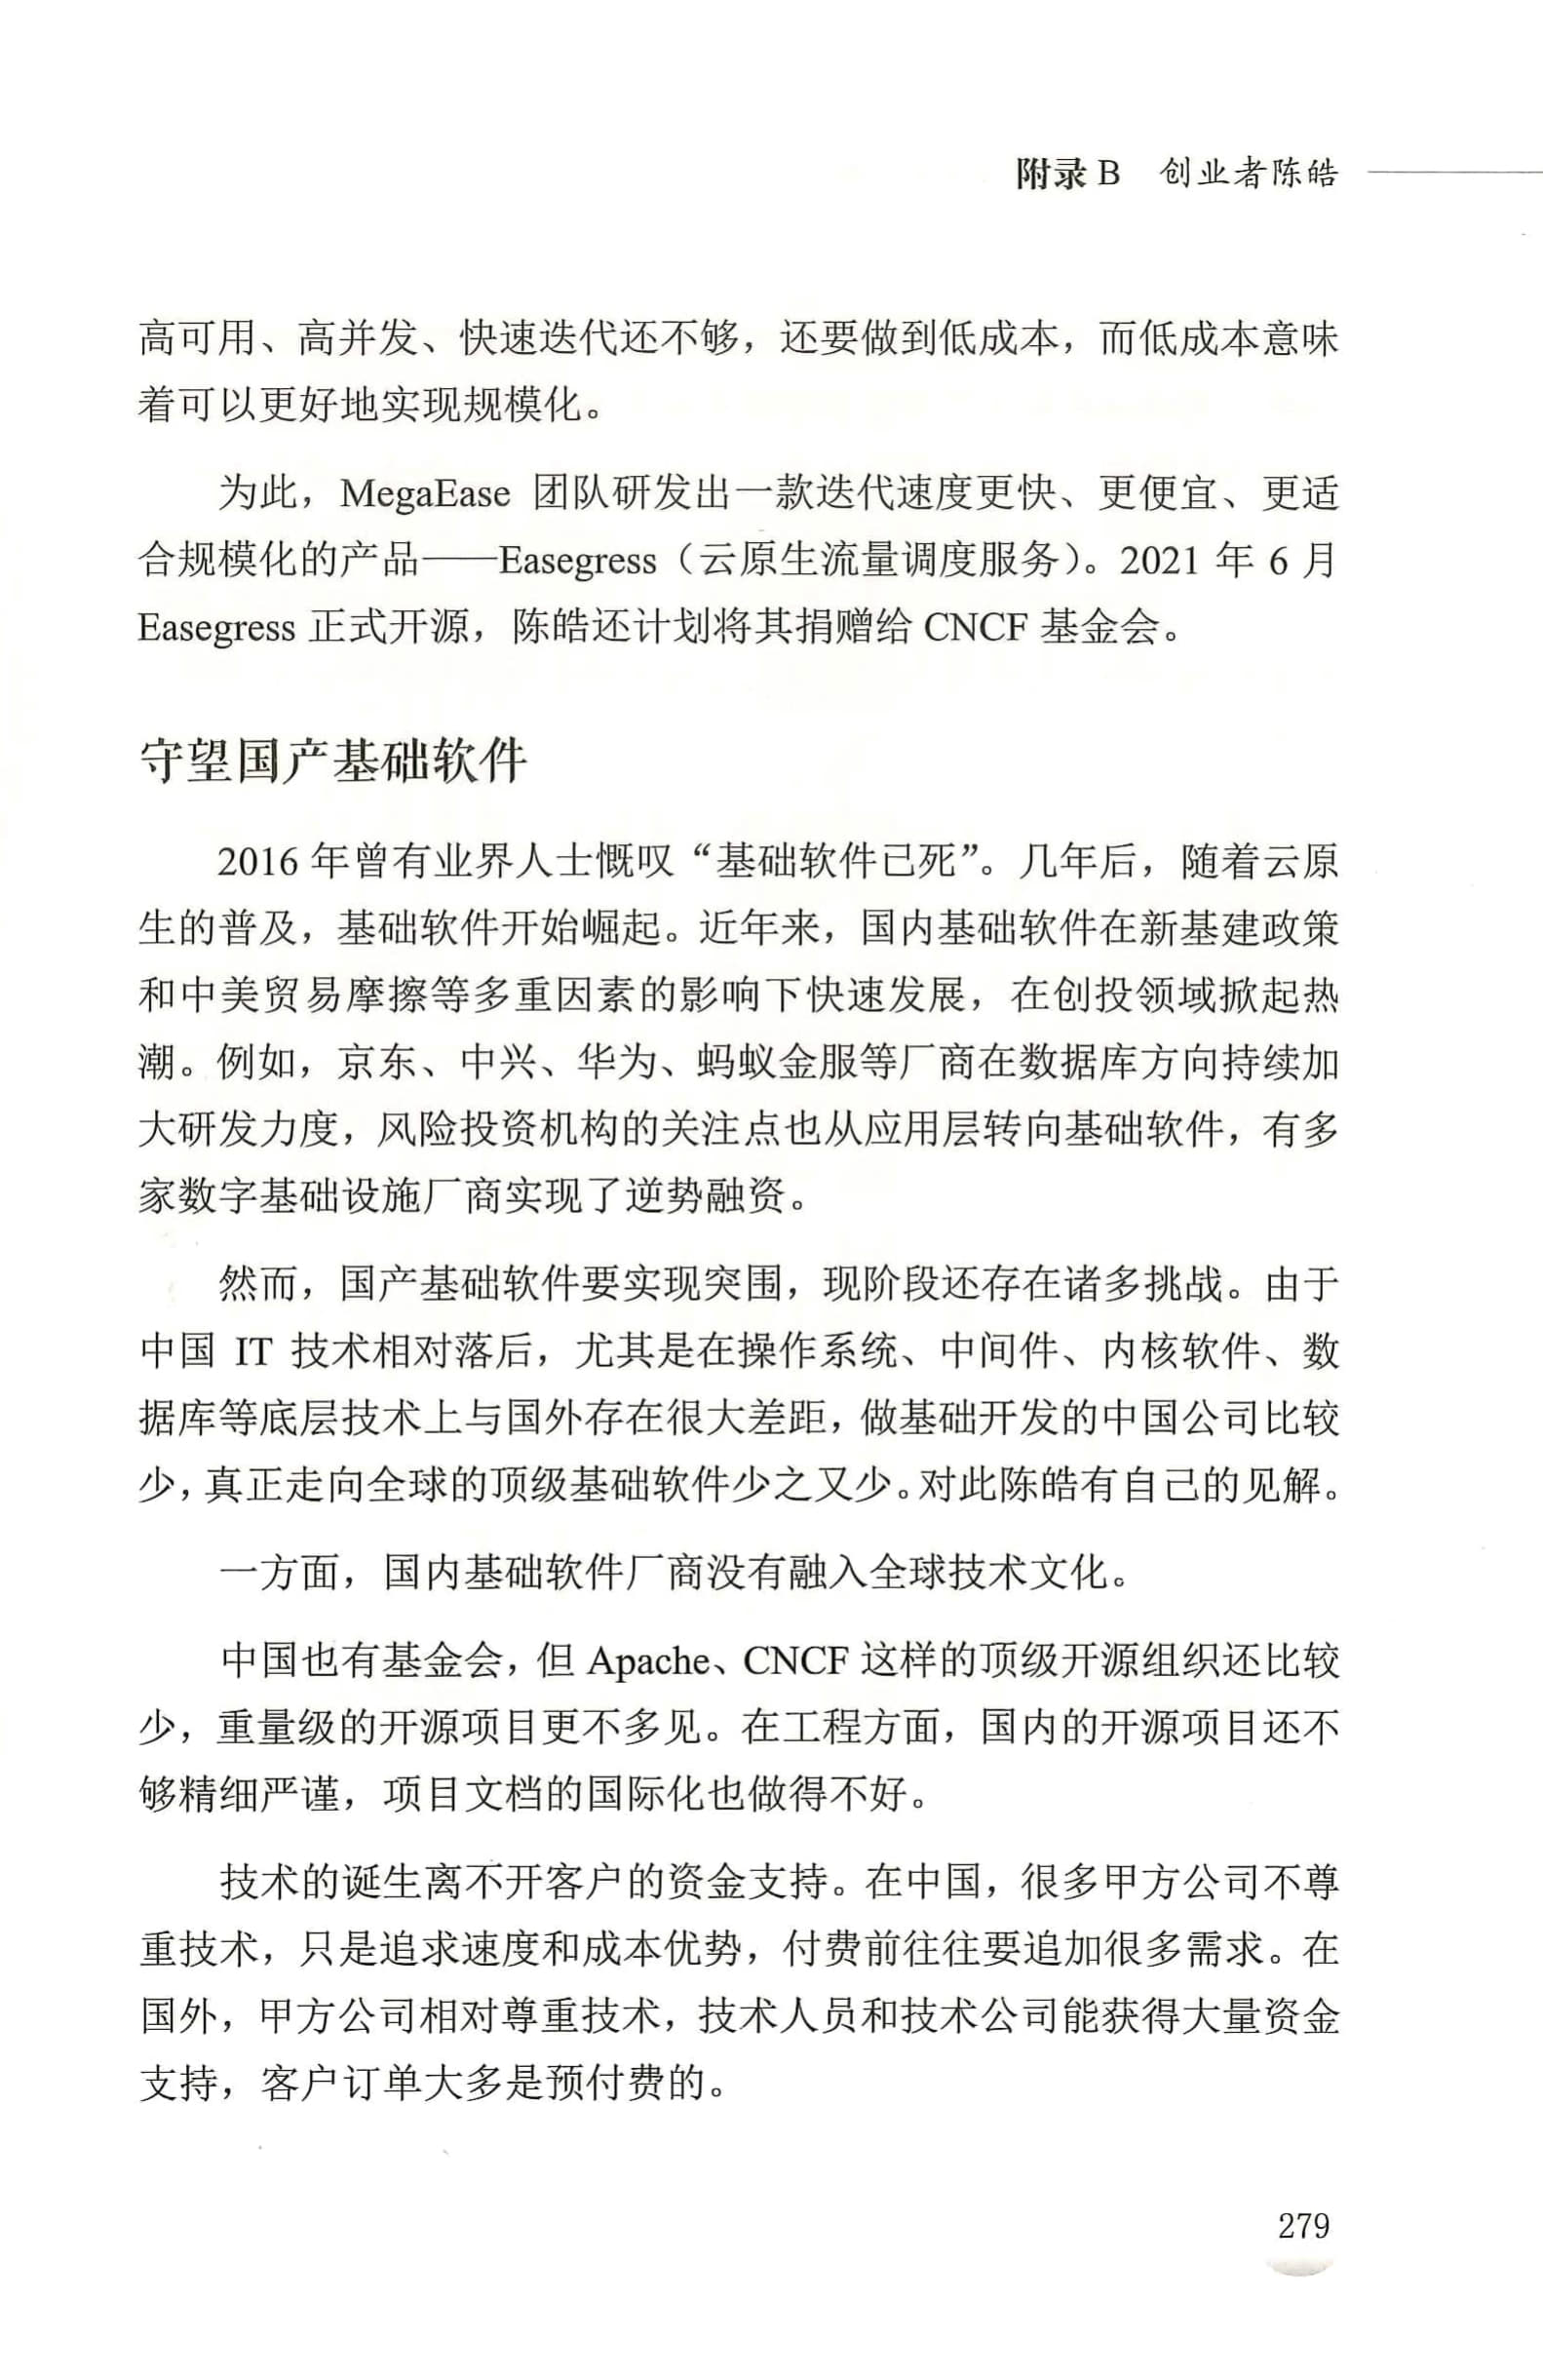 附录 B 创业者陈皓
高可用、高并发、快速迭代还不够，还要做到低成本，而低成本意味
着可以更好地实现规模化。
为此，MegaEase 团队研发出一款迭代速度更快、更便宜、更适
合规模化的产品——Easegress（云原生流量调度服务）。2021 年 6 月
Easegress 正式开源，陈皓还计划将其捐赠给 CNCF 基金会。
守望国产基础软件
2016 年曾有业界人士慨叹“基础软件已死”。几年后，随着云原
生的普及，基础软件开始崛起。近年来，国内基础软件在新基建政策
和中美贸易摩擦等多重因素的影响下快速发展，在创投领域掀起热
潮。例如，京东、中兴、华为、蚂蚁金服等厂商在数据库方向持续加
大研发力度，风险投资机构的关注点也从应用层转向基础软件，有多
家数字基础设施厂商实现了逆势融资。
然而，国产基础软件要实现突围，现阶段还存在诸多挑战。由于
中国 IT 技术相对落后，尤其是在操作系统、中间件、内核软件、数
据库等底层技术上与国外存在很大差距，做基础开发的中国公司比较
少，真正走向全球的顶级基础软件少之又少。对此陈皓有自己的见解。
一方面，国内基础软件厂商没有融入全球技术文化。
中国也有基金会，但 Apache、CNCF 这样的顶级开源组织还比较
少，重量级的开源项目更不多见。在工程方面，国内的开源项目还不
够精细严谨，项目文档的国际化也做得不好。
技术的诞生离不开客户的资金支持。在中国，很多甲方公司不尊
重技术，只是追求速度和成本优势，付费前往往要追加很多需求。在
国外，甲方公司相对尊重技术，技术人员和技术公司能获得大量资金
支持，客户订单大多是预付费的。
279